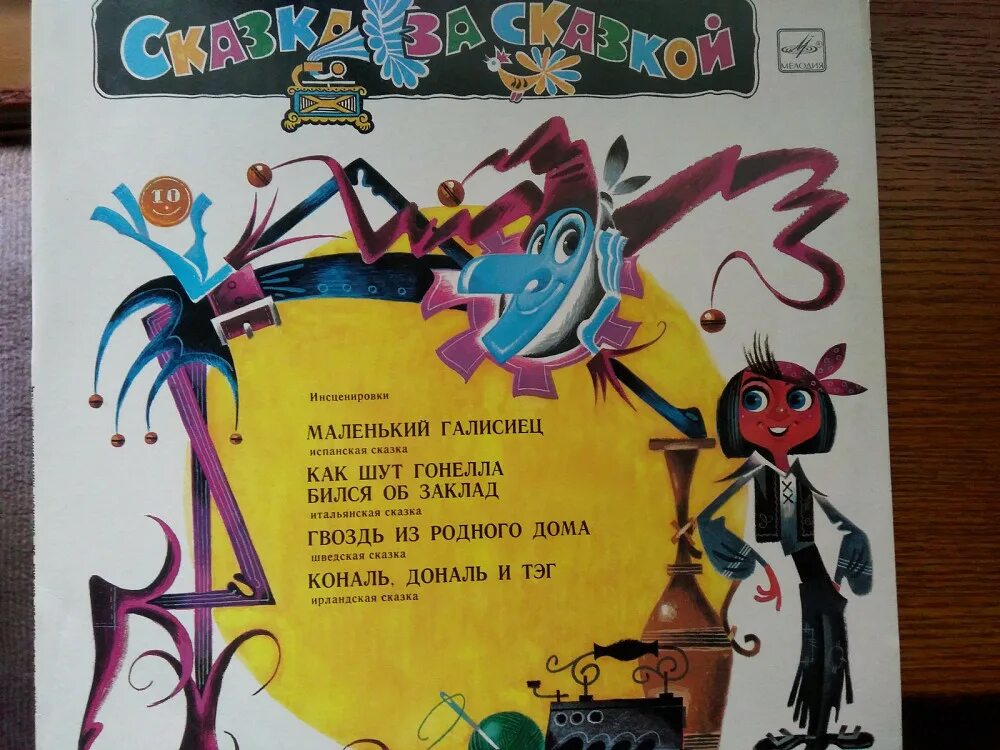 СКАЗКА ЗА СКАЗКОЙ
МЕЛОДИЯ
10
Инсценировки
МАЛЕНЬКИЙ ГАЛИСИЕЦ
испанская сказка
КАК ШУТ ГОНЕЛЛА
БИЛСЯ ОБ ЗАКЛАД
итальянская сказка
ГВОЗДЬ ИЗ РОДНОГО ДОМА
шведская сказка
КОНАЛЬ, ДОНАЛЬ И ТЭГ
ирландская сказка